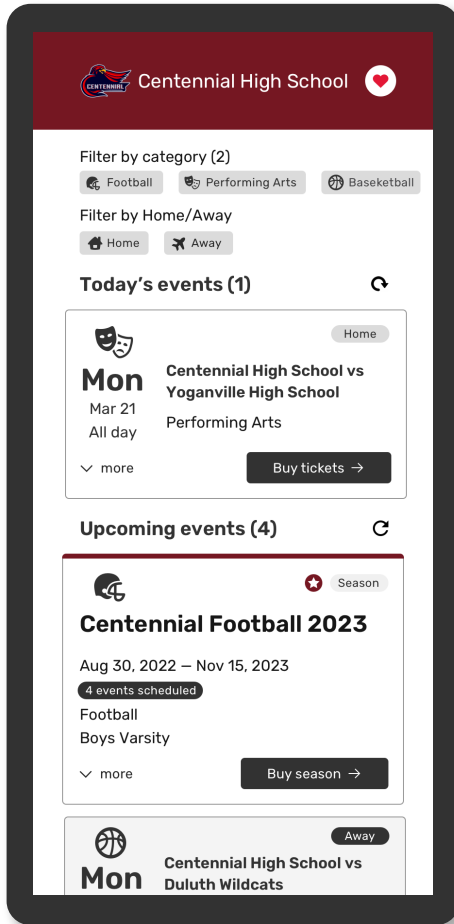 CENTENNIAL
Centennial High School
Filter by category (2)
Football
Performing Arts
Baseketball
Filter by Home/Away
Home
Away
Today’s events (1)
Home
Mon
Mar 21
All day
Centennial High School vs
Yoganville High School
Performing Arts
more
Buy tickets →
Upcoming events (4)
Season
Centennial Football 2023
Aug 30, 2022 – Nov 15, 2023
4 events scheduled
Football
Boys Varsity
more
Buy season →
Away
Mon
Centennial High School vs
Duluth Wildcats